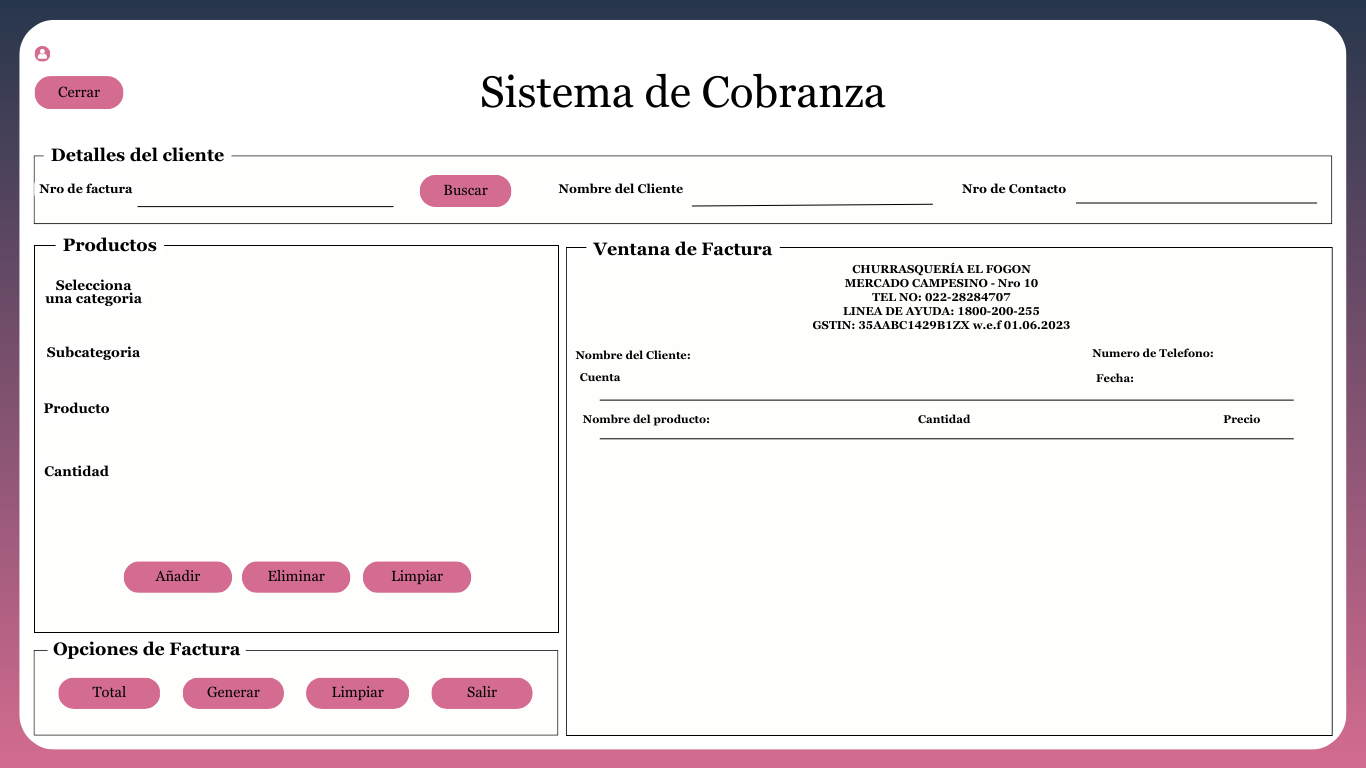 Cerrar
Sistema de Cobranza
Detalles del cliente
Nro de factura
Buscar
Nombre del Cliente
Nro de Contacto
Productos
Selecciona
una categoria
Subcategoria
Producto
Cantidad
Añadir
Eliminar
Limpiar
Opciones de Factura
Total
Generar
Limpiar
Salir
Ventana de Factura
CHURRASQUERÍA EL FOGON
MERCADO CAMPESINO - Nro 10
TEL NO: 022-28284707
LINEA DE AYUDA: 1800-200-255
GSTIN: 35AABC1429B1ZX w.e.f 01.06.2023
Nombre del Cliente:
Numero de Telefono:
Cuenta
Fecha:
Nombre del producto:
Cantidad
Precio